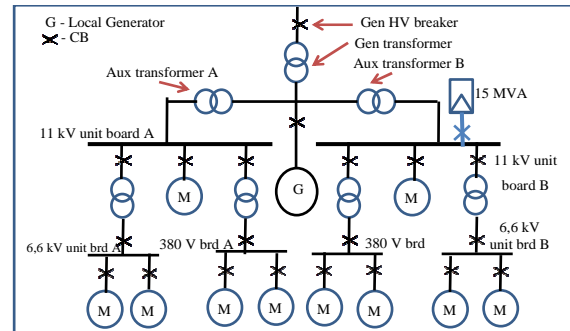 G - Local Generator
- CB
Gen HV breaker
Gen transformer
Aux transformer A
Aux transformer B
15 MVA
11 kV unit board A
11 kV unit
board B
M
M
G
6,6 kV unit brd A
380 V brd A
380 V brd
6,6 kV
unit brd B
M
M
M
M
M
M
M
M